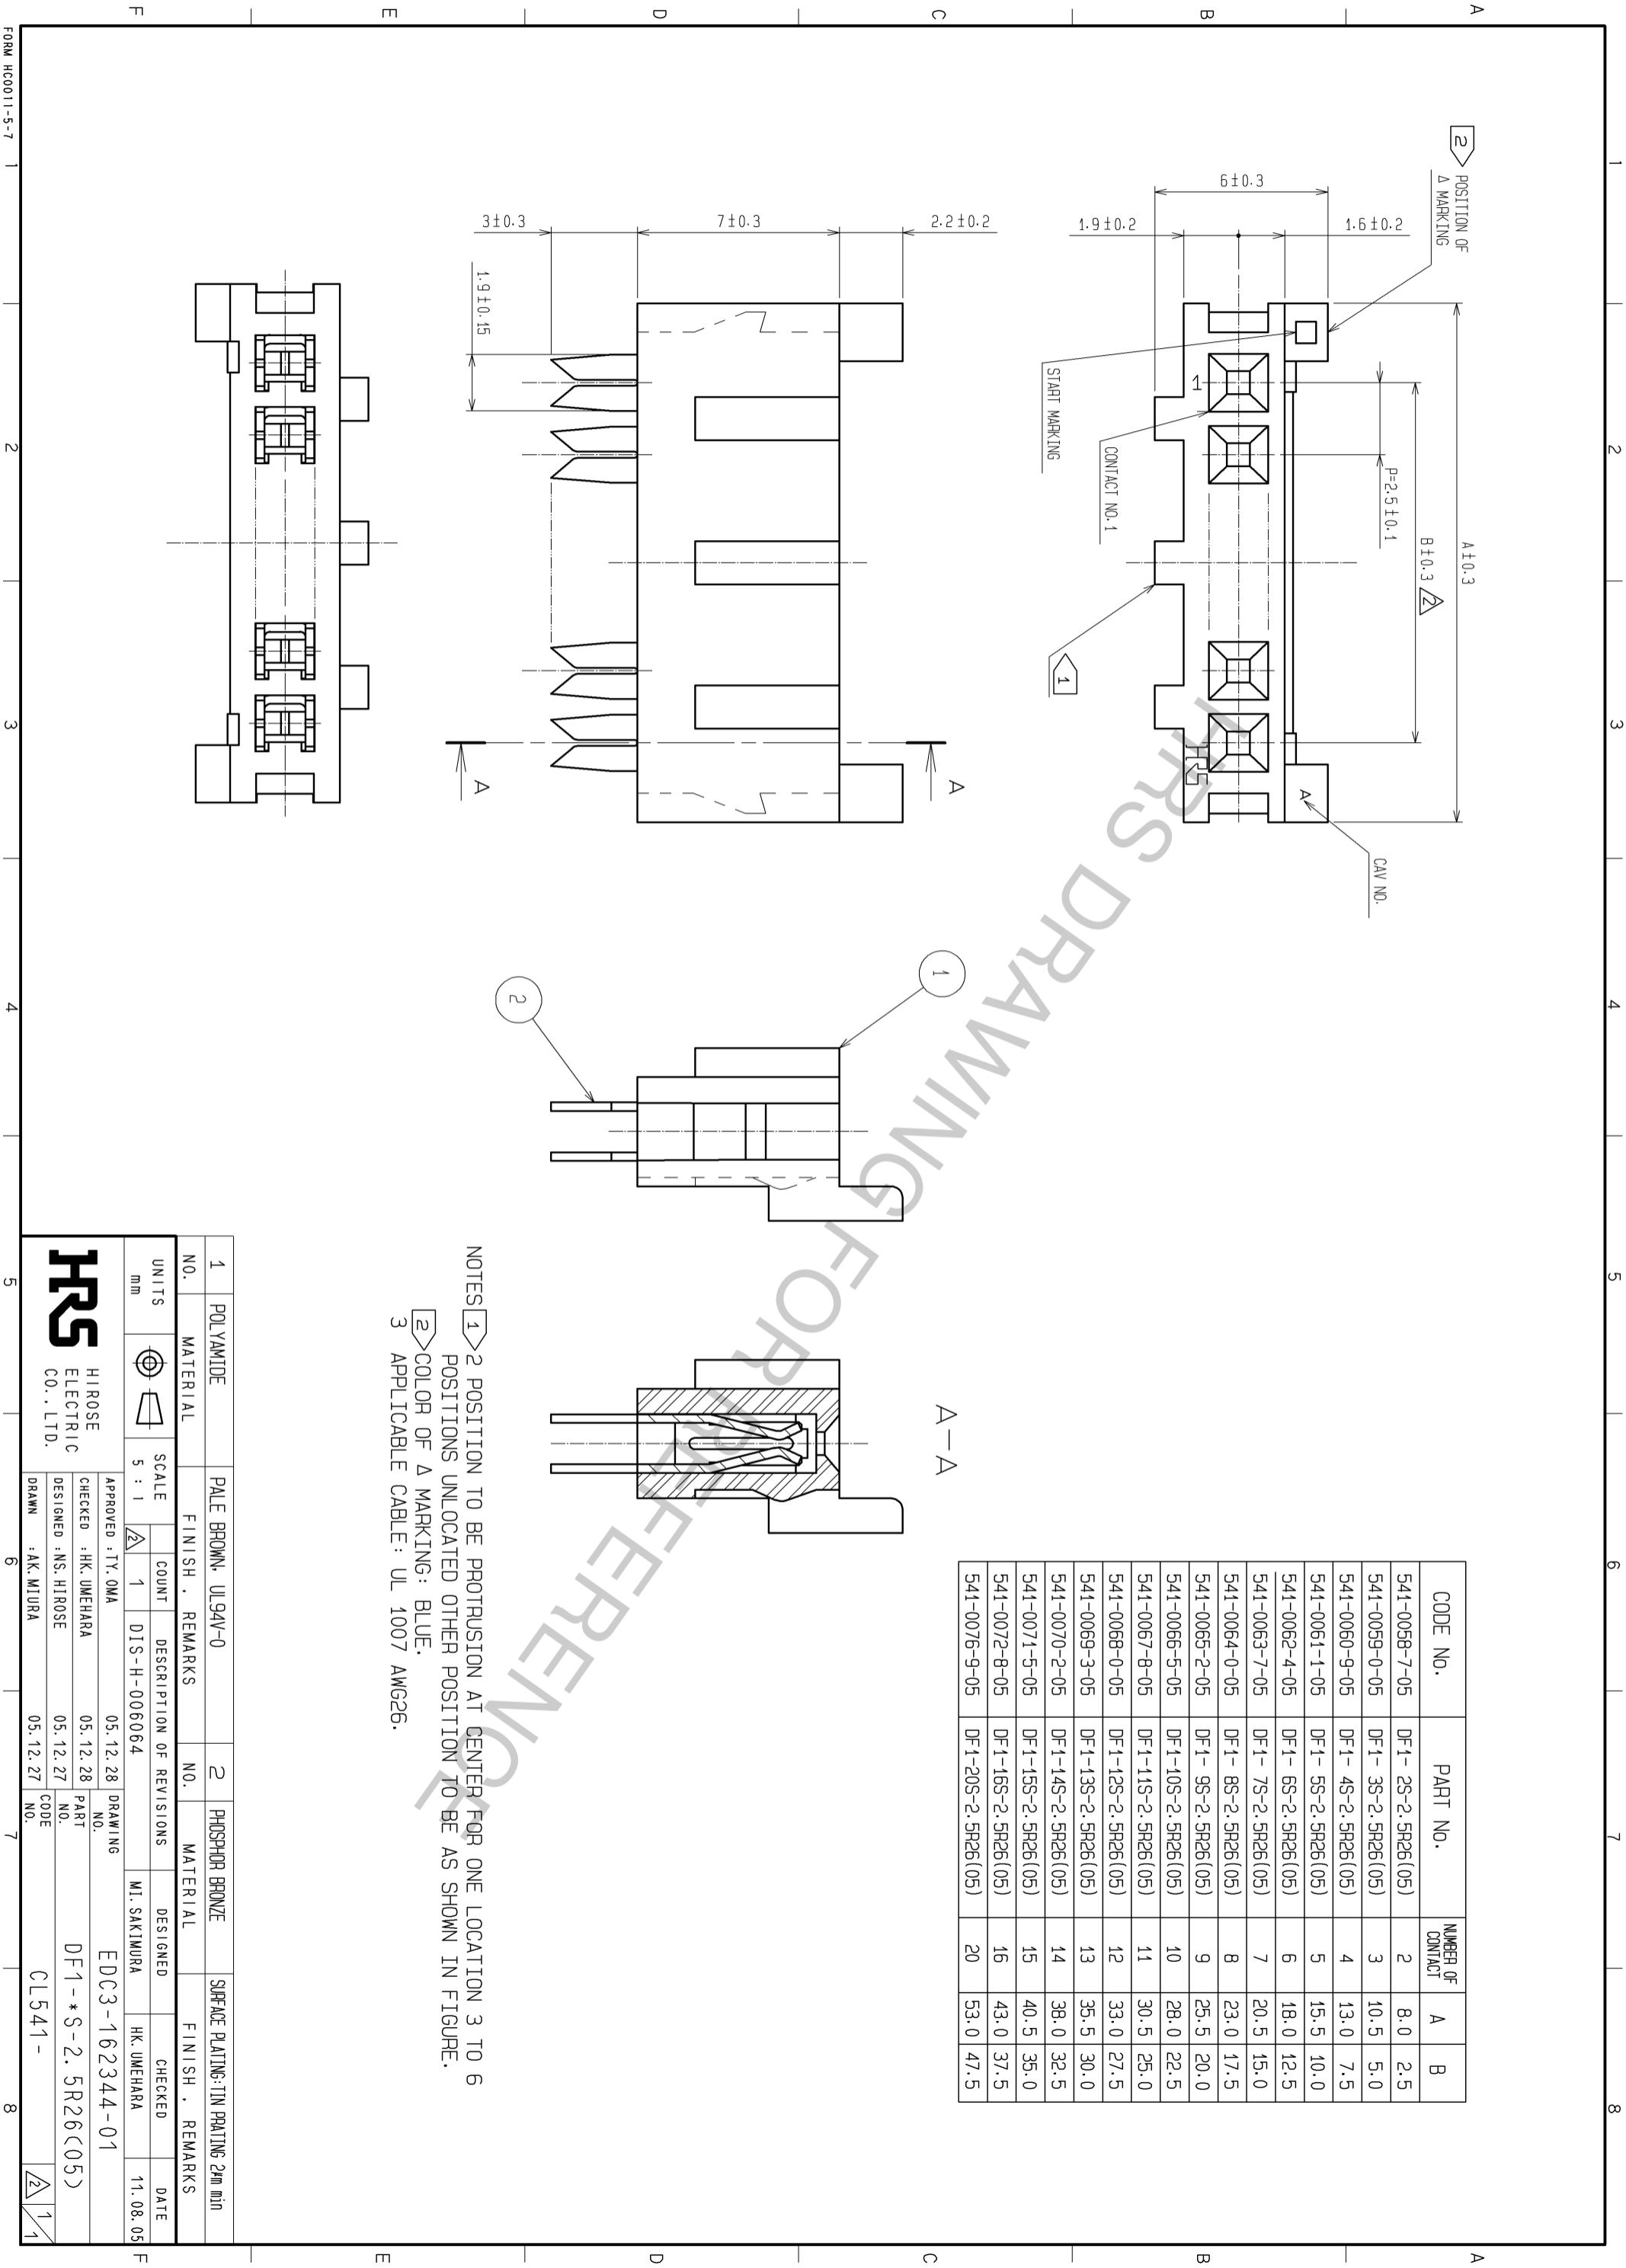 1 2 3 4 5 6 7 8
A B C D E F
2 POSITION OF
Δ MARKING
A±0.3
B±0.3 2
P=2.5±0.1
6±0.3
1.6±0.2
1.9±0.2
1
A
CAV NO.
CONTACT NO.1
START MARKING
1
2.2±0.2
7±0.3
3±0.3
1.9±0.15
A
A
1
2
A-A
CODE No. PART No. NUMBER OF CONTACT A B
541-0058-7-05 DF1- 2S-2.5R26(05) 2 8.0 2.5
541-0059-0-05 DF1- 3S-2.5R26(05) 3 10.5 5.0
541-0060-9-05 DF1- 4S-2.5R26(05) 4 13.0 7.5
541-0061-1-05 DF1- 5S-2.5R26(05) 5 15.5 10.0
541-0062-4-05 DF1- 6S-2.5R26(05) 6 18.0 12.5
541-0063-7-05 DF1- 7S-2.5R26(05) 7 20.5 15.0
541-0064-0-05 DF1- 8S-2.5R26(05) 8 23.0 17.5
541-0065-2-05 DF1- 9S-2.5R26(05) 9 25.5 20.0
541-0066-5-05 DF1-10S-2.5R26(05) 10 28.0 22.5
541-0067-8-05 DF1-11S-2.5R26(05) 11 30.5 25.0
541-0068-0-05 DF1-12S-2.5R26(05) 12 33.0 27.5
541-0069-3-05 DF1-13S-2.5R26(05) 13 35.5 30.0
541-0070-2-05 DF1-14S-2.5R26(05) 14 38.0 32.5
541-0071-5-05 DF1-15S-2.5R26(05) 15 40.5 35.0
541-0072-8-05 DF1-16S-2.5R26(05) 16 43.0 37.5
541-0076-9-05 DF1-20S-2.5R26(05) 20 53.0 47.5
HRS DRAWING FOR REFERENCE
NOTES 1 2 POSITION TO BE PROTRUSION AT CENTER FOR ONE LOCATION 3 TO 6
POSITIONS UNLOCATED OTHER POSITION TO BE AS SHOWN IN FIGURE.
2 COLOR OF Δ MARKING: BLUE.
3 APPLICABLE CABLE: UL 1007 AWG26.
1 POLYAMIDE PALE BROWN, UL94V-0 2 PHOSPHOR BRONZE SURFACE PLATING:TIN PRATING 2μm min
NO. MATERIAL FINISH , REMARKS NO. MATERIAL FINISH , REMARKS
UNITS SCALE COUNT DESCRIPTION OF REVISIONS DESIGNED CHECKED DATE
mm 5 : 1 2 1 DIS-H-006064 MI.SAKIMURA HK.UMEHARA 11.08.05
HRS HIROSE ELECTRIC CO.,LTD.
APPROVED :TY.OMA 05.12.28
CHECKED :HK.UMEHARA 05.12.28
DESIGNED :NS.HIROSE 05.12.27
DRAWN :AK.MIURA 05.12.27
DRAWING NO. EDC3-162344-01
PART NO. DF1-*S-2.5R26(05)
CODE NO. CL541- 2 1/1
FORM HC0011-5-7
1 2 3 4 5 6 7 8
A B C D E F